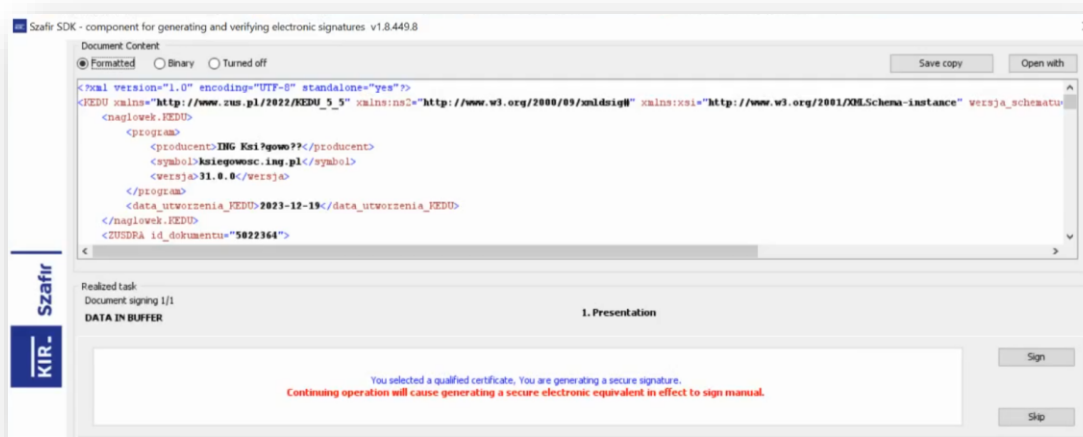 Szafir SDK - component for generating and verifying electronic signatures v1.8.449.8
Document Content
Formatted Binary Turned off Save copy Open with
<?xml version="1.0" encoding="UTF-8" standalone="yes"?>
<KEDU xmlns="http://www.zus.pl/2022/KEDU_5_5" xmlns:ns2="http://www.w3.org/2000/09/xmldsig#" xmlns:xsi="http://www.w3.org/2001/XMLSchema-instance" wersja_schematu=
<naglowek.KEDU>
<program>
<producent>ING Ksi?gowo??</producent>
<symbol>ksiegowosc.ing.pl</symbol>
<wersja>31.0.0</wersja>
</program>
<data_utworzenia_KEDU>2023-12-19</data_utworzenia_KEDU>
</naglowek.KEDU>
<ZUSDRA id_dokumentu="5022364">
Szafir
KIR.
Realized task
Document signing 1/1
DATA IN BUFFER
1. Presentation
You selected a qualified certificate, You are generating a secure signature.
Continuing operation will cause generating a secure electronic equivalent in effect to sign manual.
Sign
Skip